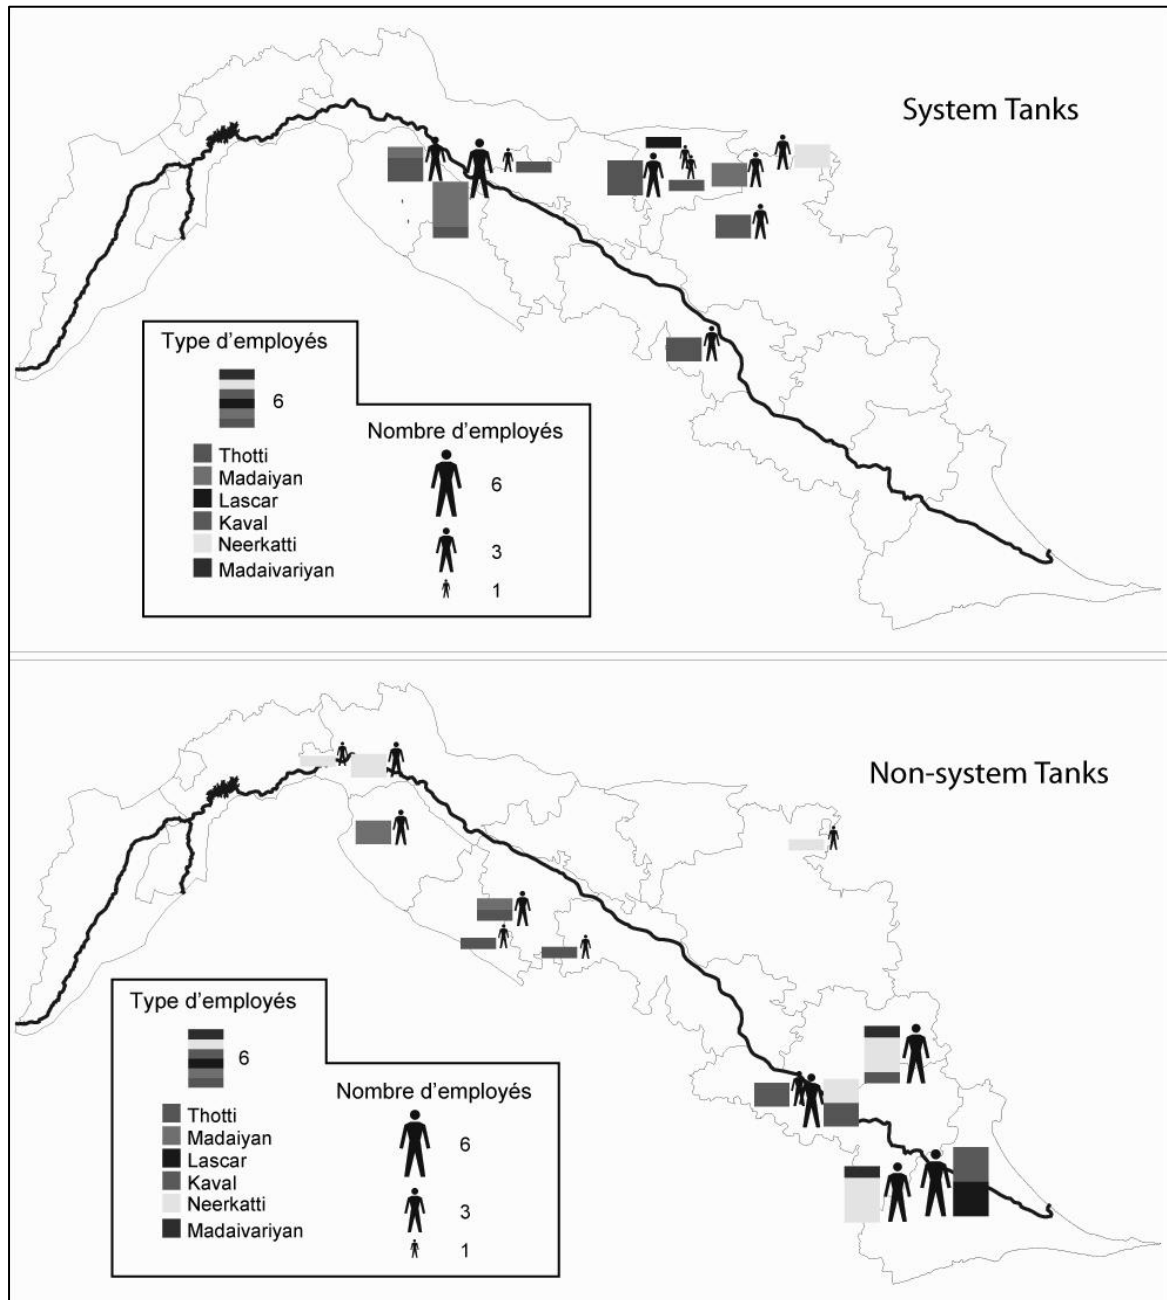 System Tanks
Type d'employés
6
Thotti
Madaiyan
Lascar
Kaval
Neerkatti
Madaivariyan
Nombre d'employés
6
3
1
Non-system Tanks
Type d'employés
6
Thotti
Madaiyan
Lascar
Kaval
Neerkatti
Madaivariyan
Nombre d'employés
6
3
1